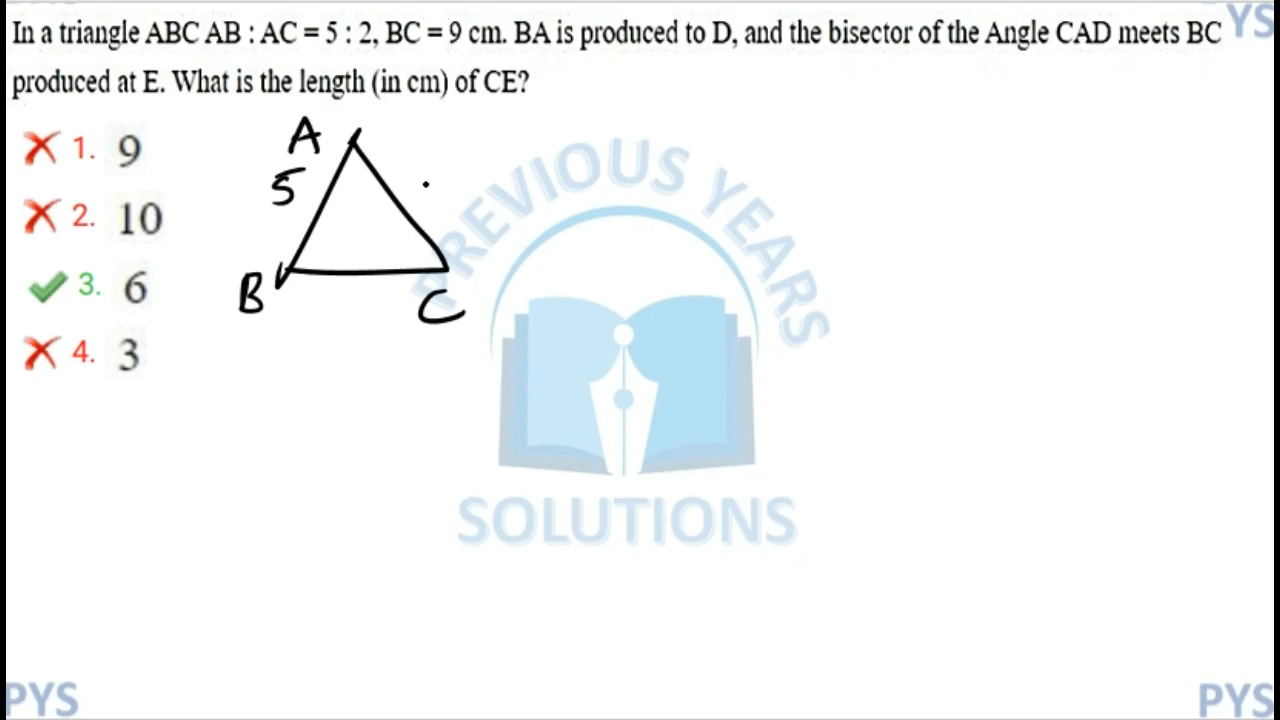 In a triangle ABC AB : AC = 5 : 2, BC = 9 cm. BA is produced to D, and the bisector of the Angle CAD meets BC
produced at E. What is the length (in cm) of CE?
1. 9
2. 10
3. 6
4. 3
A
5
B
C
PREVIOUS YEARS
SOLUTIONS
YS
PYS
PYS